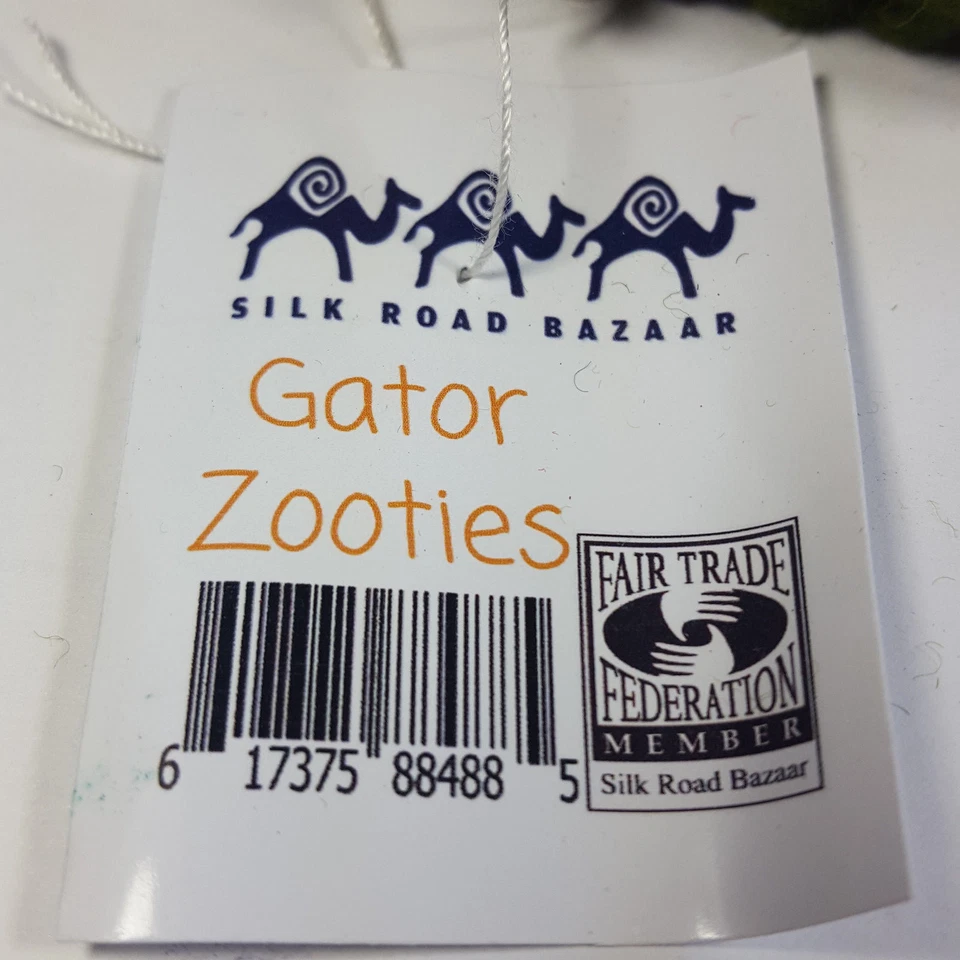 SILK ROAD BAZAAR
Gator
Zooties
6 17375 88488 5
FAIR TRADE
FEDERATION
MEMBER
Silk Road Bazaar